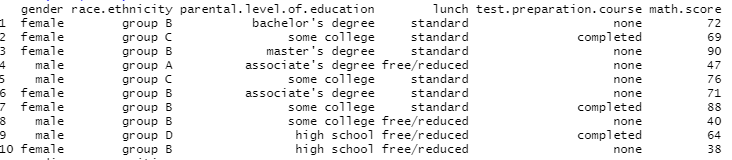 gender race.ethnicity parental.level.of.education lunch test.preparation.course math.score
1 female group B bachelor's degree standard none 72
2 female group C some college standard completed 69
3 female group B master's degree standard none 90
4 male group A associate's degree free/reduced none 47
5 male group C some college standard none 76
6 female group B associate's degree standard none 71
7 female group B some college standard completed 88
8 male group B some college free/reduced none 40
9 male group D high school free/reduced completed 64
10 female group B high school free/reduced none 38